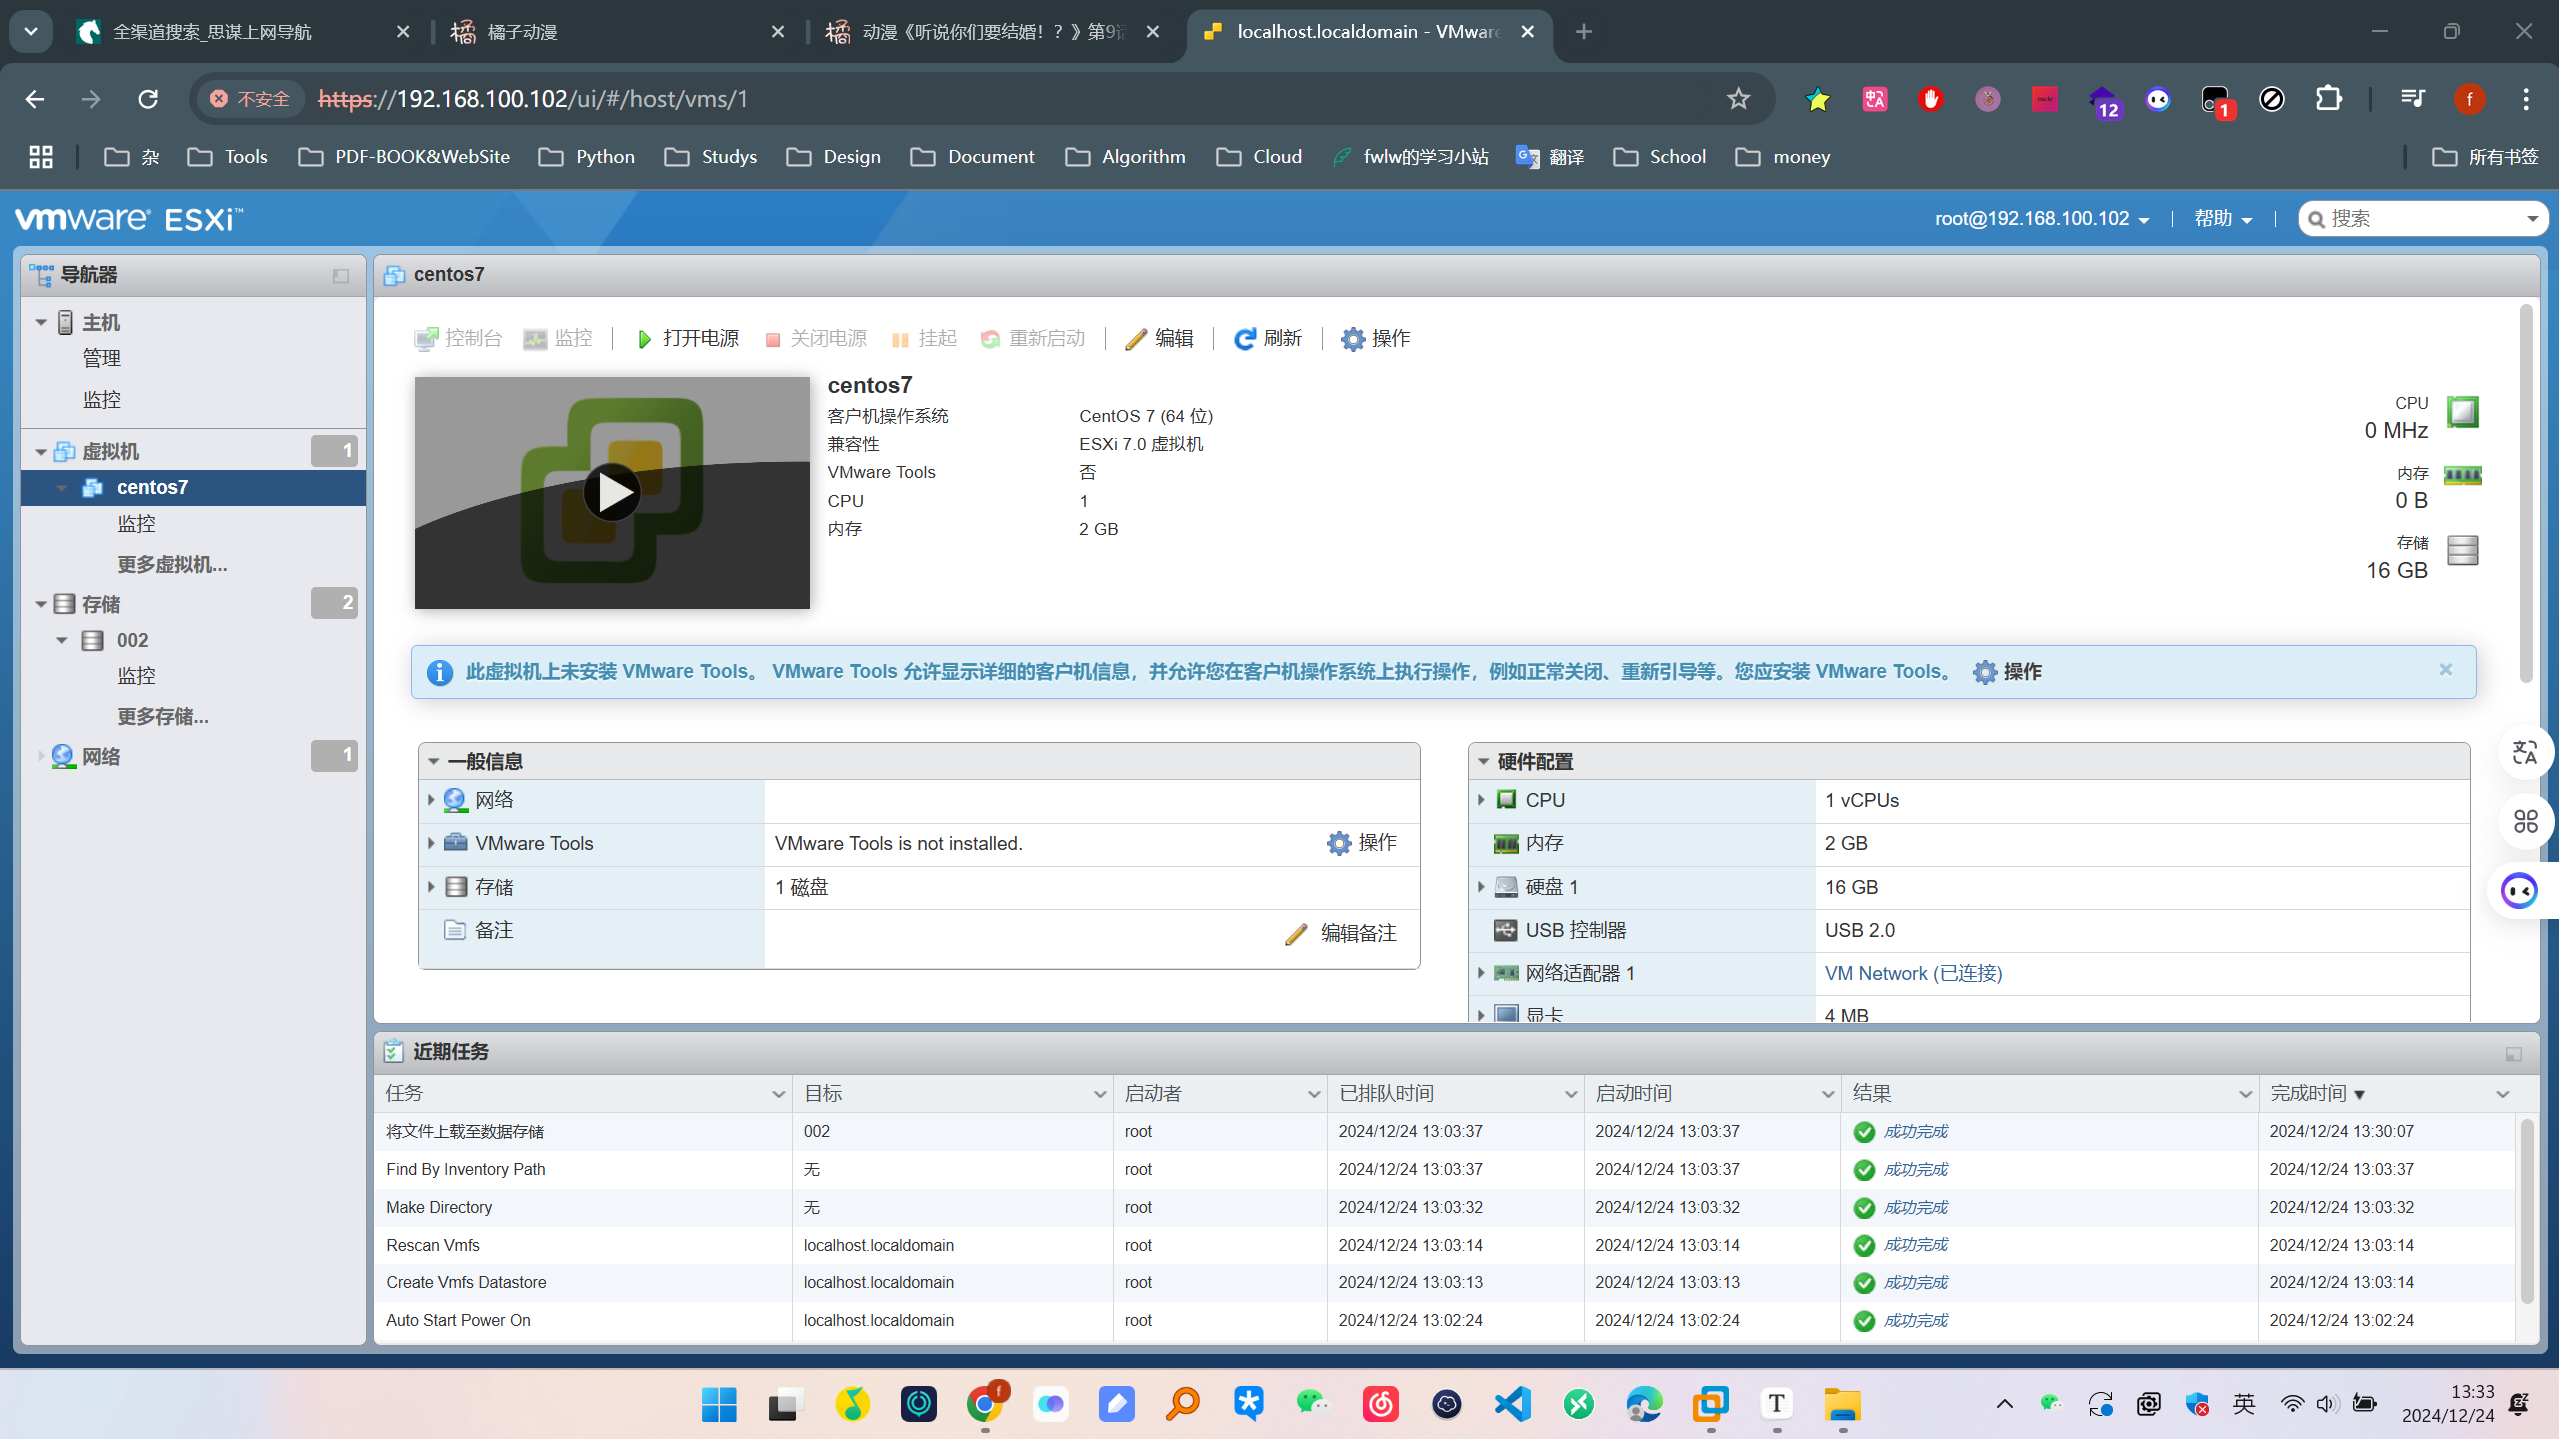 全渠道搜索_思谋上网导航
橘子动漫
动漫《听说你们要结婚！？》第9话
localhost.localdomain - VMware
不安全 https://192.168.100.102/ui/#/host/vms/1
12
1
f
杂 Tools PDF-BOOK&WebSite Python Studys Design Document Algorithm Cloud fwlw的学习小站 翻译 School money 所有书签
vmware ESXi™
root@192.168.100.102 帮助 搜索
导航器
主机
管理
监控
虚拟机 1
centos7
监控
更多虚拟机...
存储 2
002
监控
更多存储...
网络 1
centos7
控制台 监控 打开电源 关闭电源 挂起 重新启动 编辑 刷新 操作
centos7
客户机操作系统 CentOS 7 (64 位)
兼容性 ESXi 7.0 虚拟机
VMware Tools 否
CPU 1
内存 2 GB
CPU
0 MHz
内存
0 B
存储
16 GB
此虚拟机上未安装 VMware Tools。 VMware Tools 允许显示详细的客户机信息，并允许您在客户机操作系统上执行操作，例如正常关闭、重新引导等。您应安装 VMware Tools。 操作
一般信息
网络
VMware Tools VMware Tools is not installed. 操作
存储 1 磁盘
备注 编辑备注
硬件配置
CPU 1 vCPUs
内存 2 GB
硬盘 1 16 GB
USB 控制器 USB 2.0
网络适配器 1 VM Network (已连接)
显卡 4 MB
近期任务
任务 目标 启动者 已排队时间 启动时间 结果 完成时间▼
将文件上载至数据存储 002 root 2024/12/24 13:03:37 2024/12/24 13:03:37 成功完成 2024/12/24 13:30:07
Find By Inventory Path 无 root 2024/12/24 13:03:37 2024/12/24 13:03:37 成功完成 2024/12/24 13:03:37
Make Directory 无 root 2024/12/24 13:03:32 2024/12/24 13:03:32 成功完成 2024/12/24 13:03:32
Rescan Vmfs localhost.localdomain root 2024/12/24 13:03:14 2024/12/24 13:03:14 成功完成 2024/12/24 13:03:14
Create Vmfs Datastore localhost.localdomain root 2024/12/24 13:03:13 2024/12/24 13:03:13 成功完成 2024/12/24 13:03:14
Auto Start Power On localhost.localdomain root 2024/12/24 13:02:24 2024/12/24 13:02:24 成功完成 2024/12/24 13:02:24
英
13:33
2024/12/24